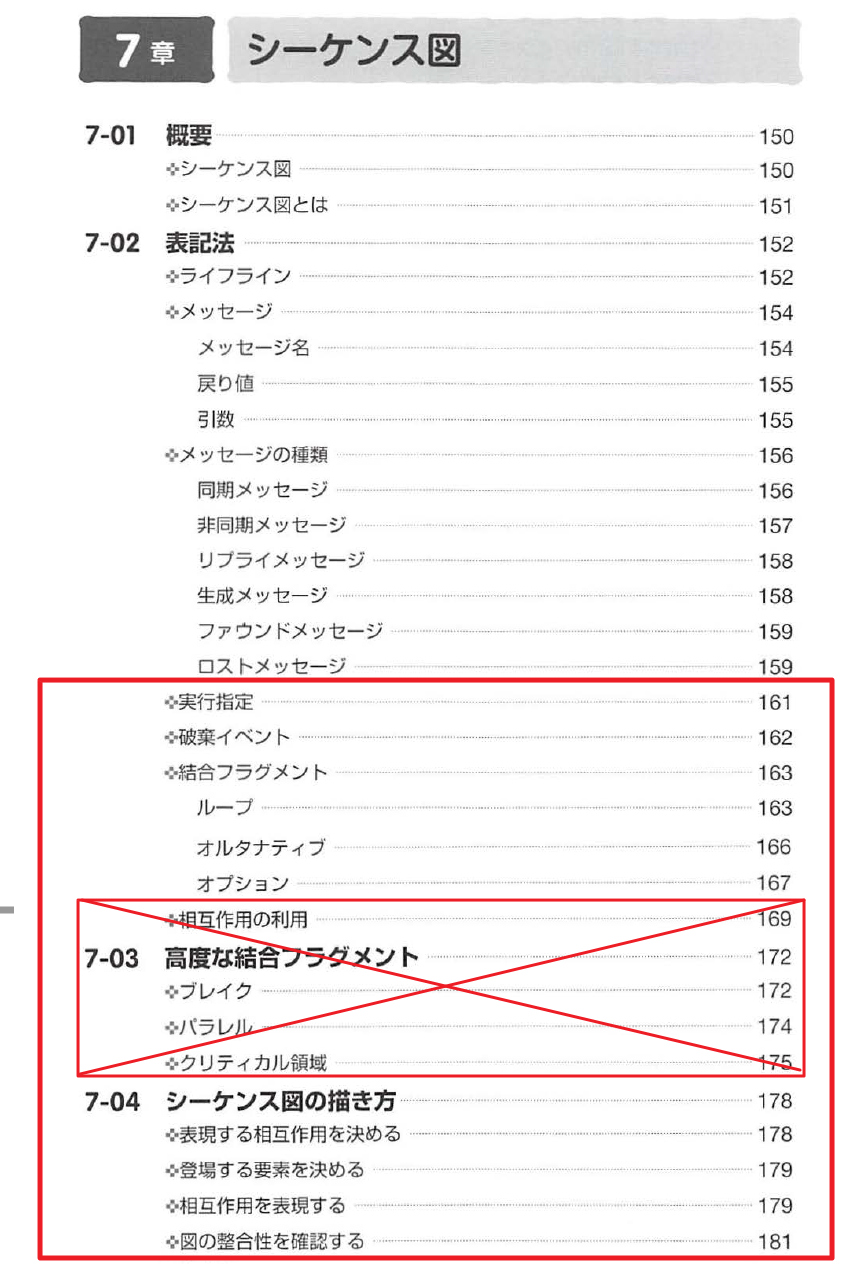 7章 シーケンス図
7-01 概要 150
❖シーケンス図 150
❖シーケンス図とは 151
7-02 表記法 152
❖ライフライン 152
❖メッセージ 154
メッセージ名 154
戻り値 155
引数 155
❖メッセージの種類 156
同期メッセージ 156
非同期メッセージ 157
リプライメッセージ 158
生成メッセージ 158
ファウンドメッセージ 159
ロストメッセージ 159
❖実行指定 161
❖破棄イベント 162
❖結合フラグメント 163
ループ 163
オルタナティブ 166
オプション 167
❖相互作用の利用 169
7-03 高度な結合フラグメント 172
❖ブレイク 172
❖パラレル 174
❖クリティカル領域 175
7-04 シーケンス図の描き方 178
❖表現する相互作用を決める 178
❖登場する要素を決める 179
❖相互作用を表現する 179
❖図の整合性を確認する 181